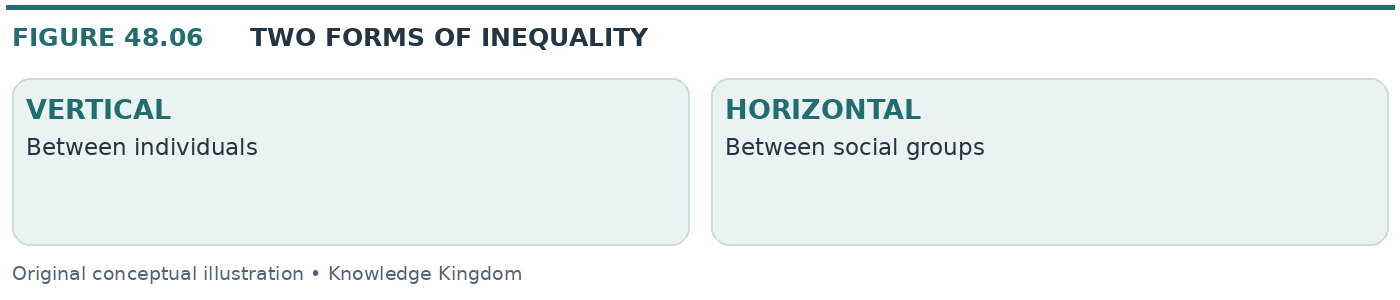 FIGURE 48.06 TWO FORMS OF INEQUALITY
VERTICAL
Between individuals
HORIZONTAL
Between social groups
Original conceptual illustration • Knowledge Kingdom